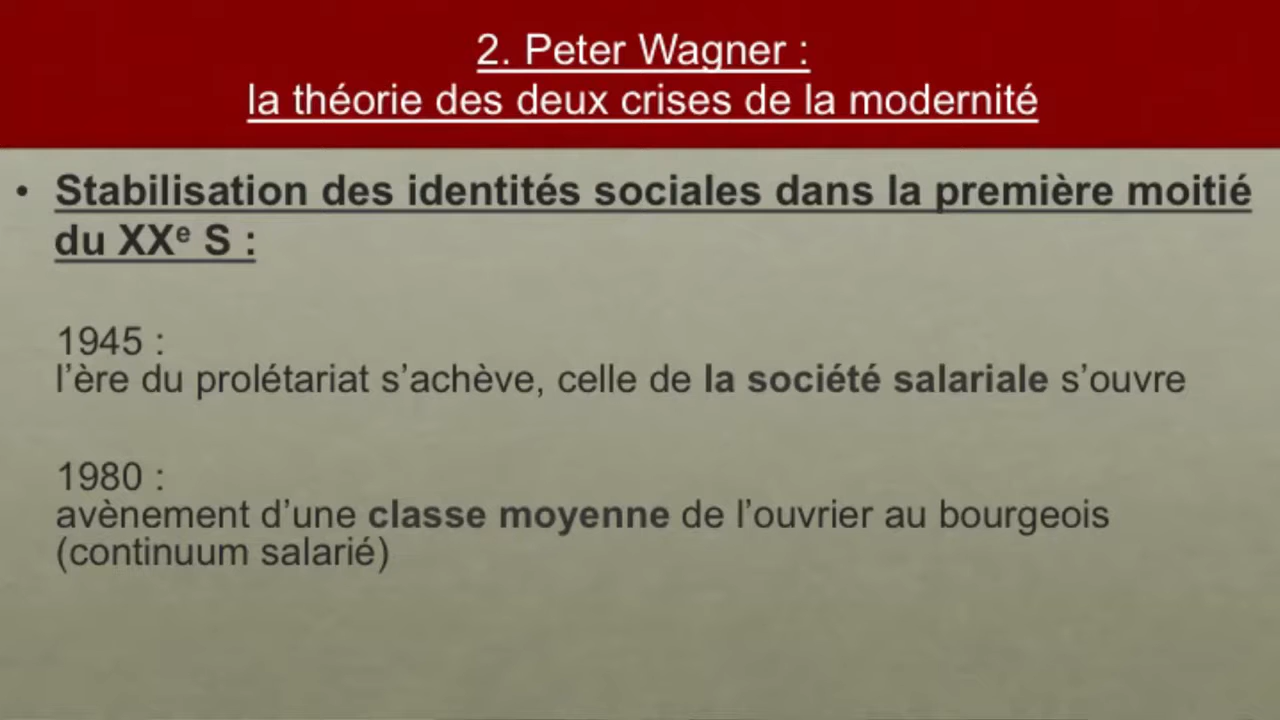 2. Peter Wagner :
la théorie des deux crises de la modernité
• Stabilisation des identités sociales dans la première moitié
du XXᵉ S :
1945 :
l’ère du prolétariat s’achève, celle de la société salariale s’ouvre
1980 :
avènement d’une classe moyenne de l’ouvrier au bourgeois
(continuum salarié)